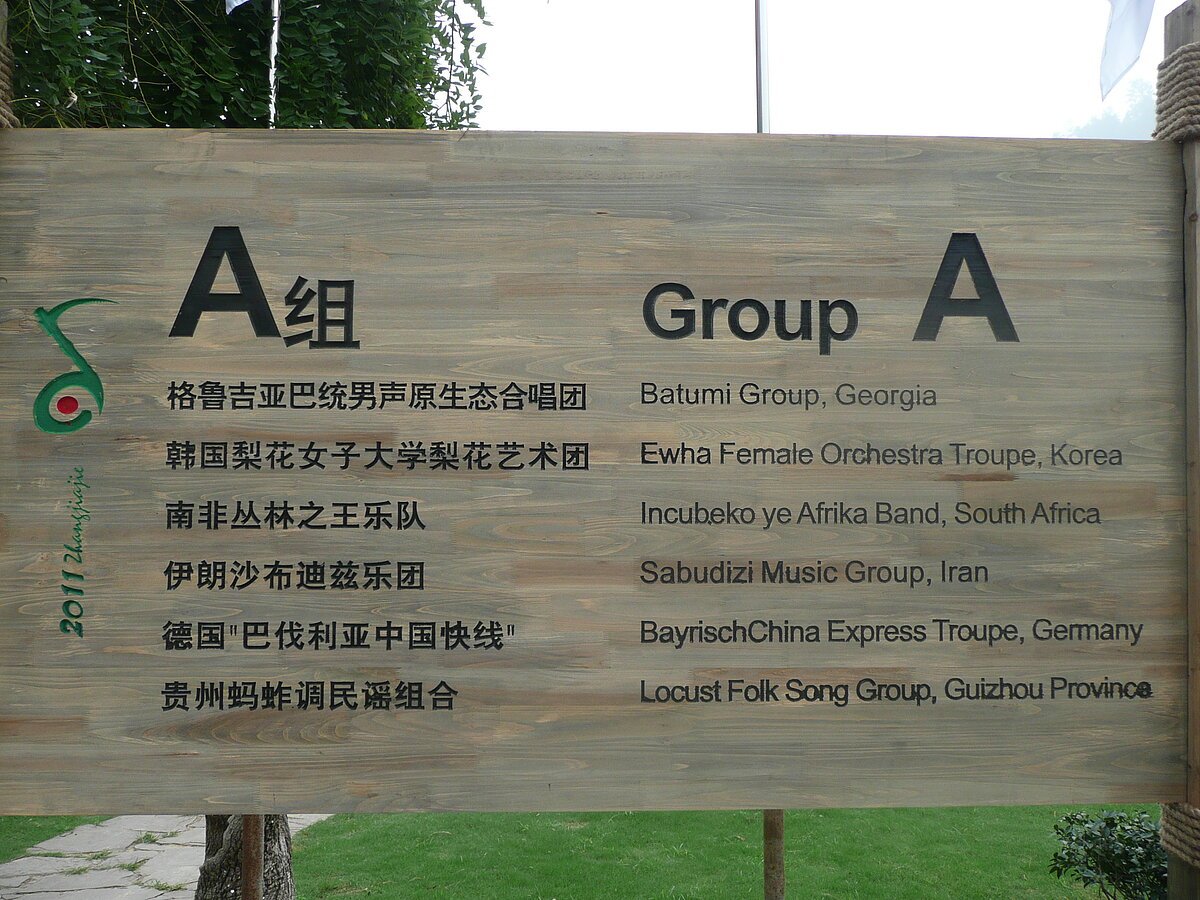 A组
格鲁吉亚巴统男声原生态合唱团
韩国梨花女子大学梨花艺术团
南非丛林之王乐队
伊朗沙布迪兹乐团
德国"巴伐利亚中国快线"
贵州蚂蚱调民谣组合
Group A
Batumi Group, Georgia
Ewha Female Orchestra Troupe, Korea
Incubeko ye Afrika Band, South Africa
Sabudizi Music Group, Iran
BayrischChina Express Troupe, Germany
Locust Folk Song Group, Guizhou Province
2011 Zhangjiajie